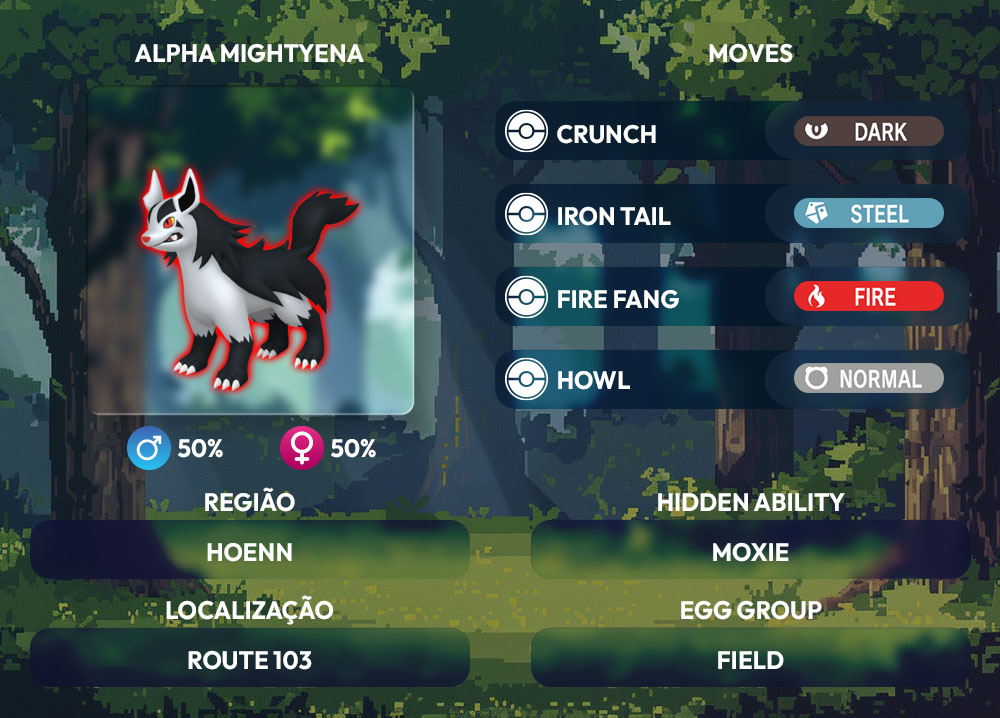 ALPHA MIGHTYENA
50%
50%
REGIÃO
HOENN
LOCALIZAÇÃO
ROUTE 103
MOVES
CRUNCH DARK
IRON TAIL STEEL
FIRE FANG FIRE
HOWL NORMAL
HIDDEN ABILITY
MOXIE
EGG GROUP
FIELD